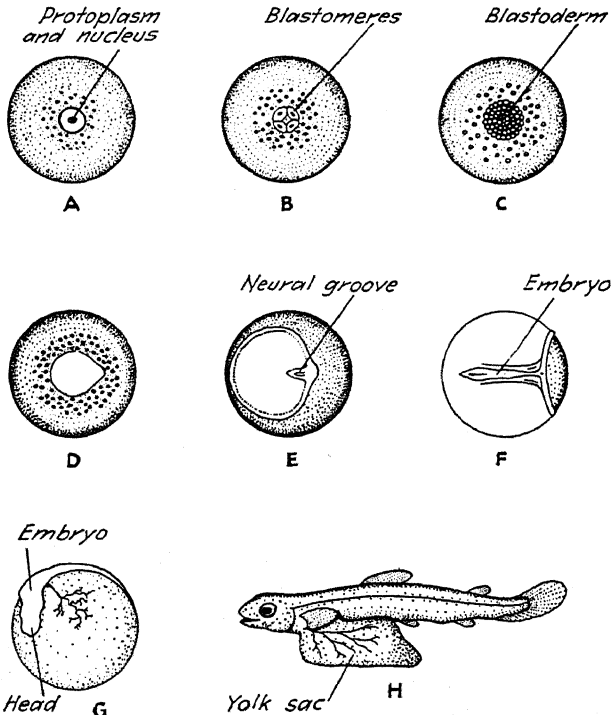 Protoplasm
and nucleus
Blastomeres
Blastoderm
A
B
C
Neural groove
Embryo
D
E
F
Embryo
Head
G
Yolk sac
H